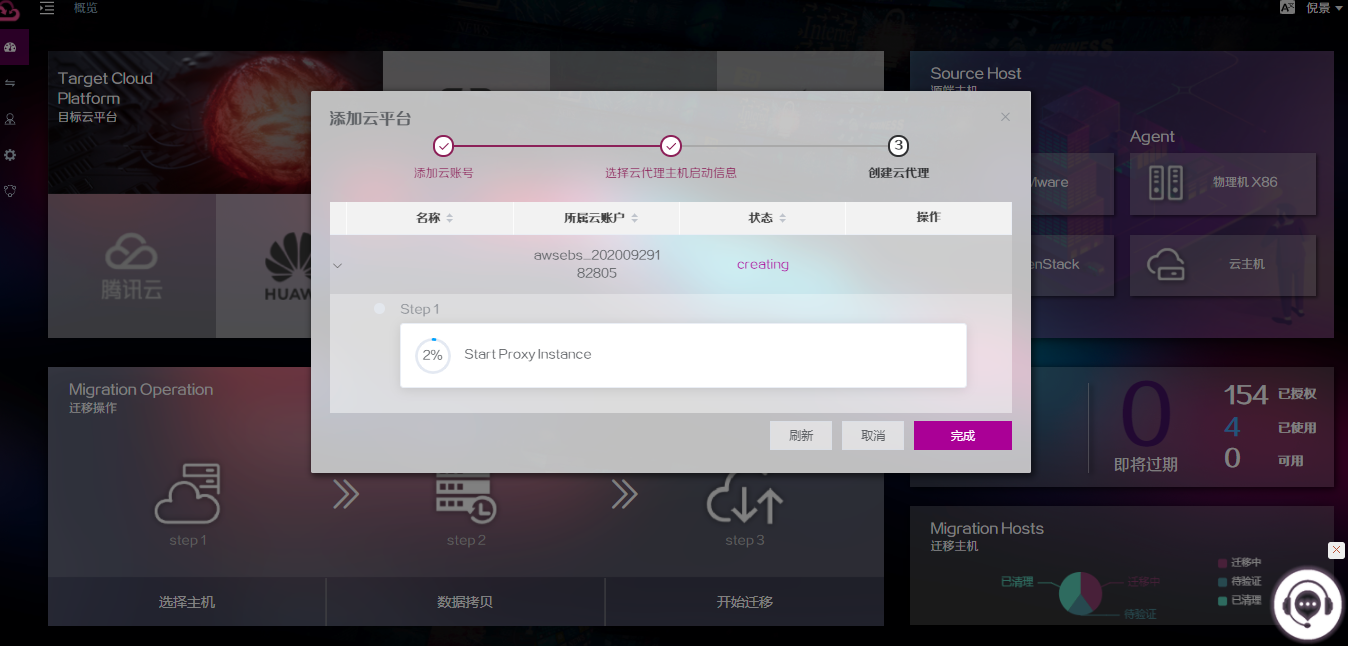 概览
倪景
Target Cloud
Platform
目标云平台
腾讯云
HUAW
Source Host
源端主机
Agent
Mware
物理机 X86
enStack
云主机
添加云平台
3
添加云账号
选择云代理主机启动信息
创建云代理
名称
所属云账户
状态
操作
awsebs_202009291
82805
creating
Step 1
2%
Start Proxy Instance
刷新
取消
完成
Migration Operation
迁移操作
step 1
step 2
step 3
选择主机
数据拷贝
开始迁移
0
即将过期
154 已授权
4 已使用
0 可用
Migration Hosts
迁移主机
已清理
迁移中
待验证
迁移中
待验证
已清理